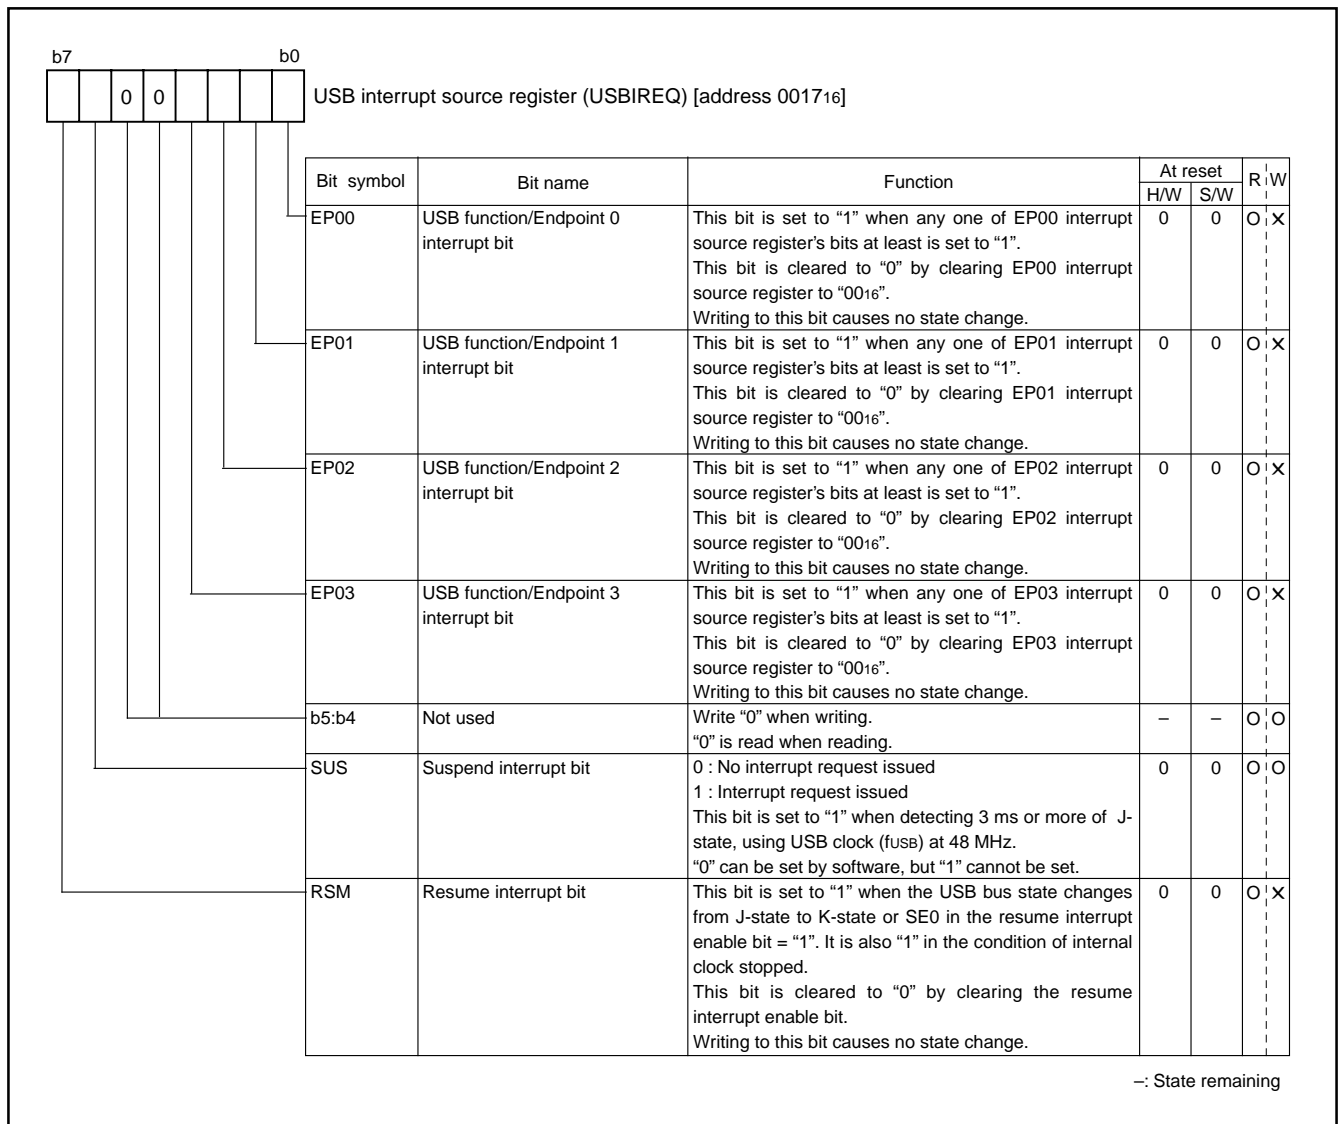 b7 b0
0 0 USB interrupt source register (USBIREQ) [address 001716]
Bit symbol Bit name Function At reset R W
H/W S/W
EP00 USB function/Endpoint 0 This bit is set to “1” when any one of EP00 interrupt 0 0 O ×
interrupt bit source register’s bits at least is set to “1”.
This bit is cleared to “0” by clearing EP00 interrupt
source register to “0016”.
Writing to this bit causes no state change.
EP01 USB function/Endpoint 1 This bit is set to “1” when any one of EP01 interrupt 0 0 O ×
interrupt bit source register’s bits at least is set to “1”.
This bit is cleared to “0” by clearing EP01 interrupt
source register to “0016”.
Writing to this bit causes no state change.
EP02 USB function/Endpoint 2 This bit is set to “1” when any one of EP02 interrupt 0 0 O ×
interrupt bit source register’s bits at least is set to “1”.
This bit is cleared to “0” by clearing EP02 interrupt
source register to “0016”.
Writing to this bit causes no state change.
EP03 USB function/Endpoint 3 This bit is set to “1” when any one of EP03 interrupt 0 0 O ×
interrupt bit source register’s bits at least is set to “1”.
This bit is cleared to “0” by clearing EP03 interrupt
source register to “0016”.
Writing to this bit causes no state change.
b5:b4 Not used Write “0” when writing. – – O O
“0” is read when reading.
SUS Suspend interrupt bit 0 : No interrupt request issued 0 0 O O
1 : Interrupt request issued
This bit is set to “1” when detecting 3 ms or more of J-
state, using USB clock (fUSB) at 48 MHz.
“0” can be set by software, but “1” cannot be set.
RSM Resume interrupt bit This bit is set to “1” when the USB bus state changes 0 0 O ×
from J-state to K-state or SE0 in the resume interrupt
enable bit = “1”. It is also “1” in the condition of internal
clock stopped.
This bit is cleared to “0” by clearing the resume
interrupt enable bit.
Writing to this bit causes no state change.
–: State remaining